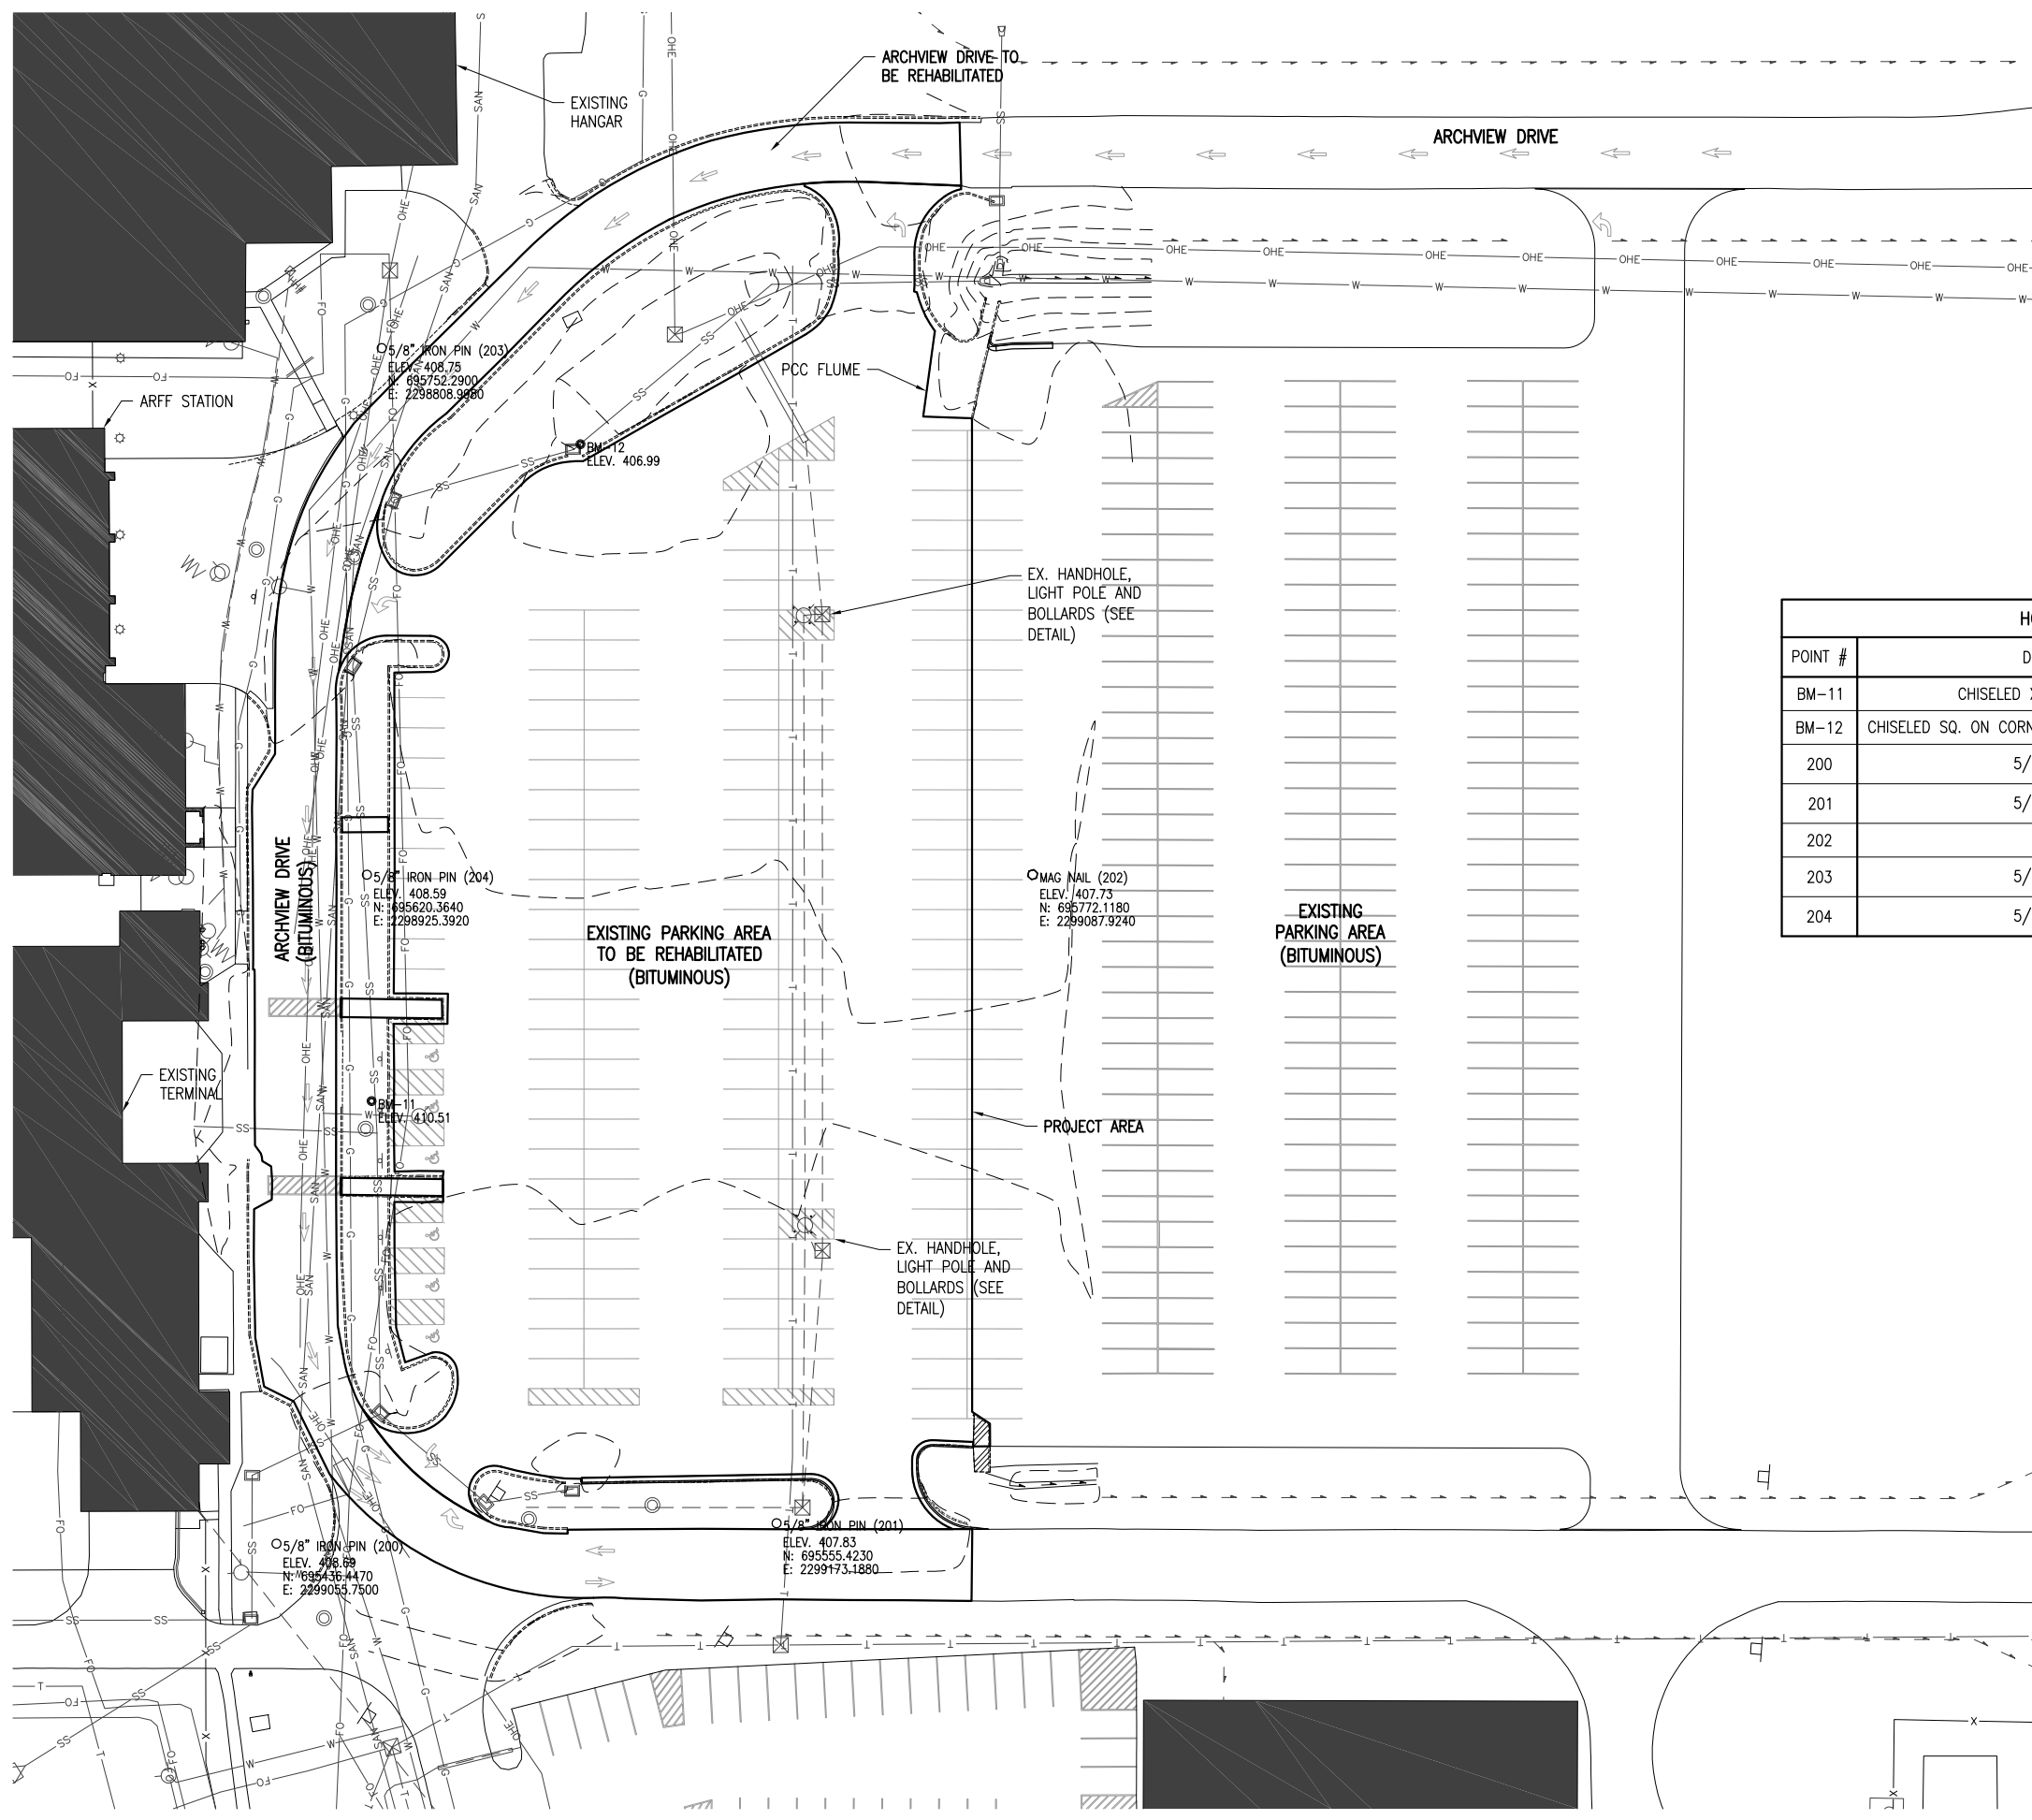 ARCHVIEW DRIVE TO
BE REHABILITATED
EXISTING
HANGAR
ARCHVIEW DRIVE
5/8" IRON PIN (203)
ELEV. 408.75
N: 695752.2900
E: 2298808.9980
PCC FLUME
ARFF STATION
BM-12
ELEV. 406.99
EX. HANDHOLE,
LIGHT POLE AND
BOLLARDS (SEE
DETAIL)
POINT #
BM-11
CHISELED
BM-12
CHISELED SQ. ON CORN
200
5/
201
5/
202
203
5/
204
5/
ARCHVIEW DRIVE
(BITUMINOUS)
5/8" IRON PIN (204)
ELEV. 408.59
N: 695620.3640
E: 2298925.3920
MAG NAIL (202)
ELEV. 407.73
N: 695772.1180
E: 2299087.9240
EXISTING PARKING AREA
TO BE REHABILITATED
(BITUMINOUS)
EXISTING
PARKING AREA
(BITUMINOUS)
EXISTING
TERMINAL
BM-11
ELEV. 410.51
PROJECT AREA
EX. HANDHOLE,
LIGHT POLE AND
BOLLARDS (SEE
DETAIL)
5/8" IRON PIN (201)
ELEV. 407.83
N: 695555.4230
E: 2299173.1880
5/8" IRON PIN (200)
ELEV. 408.69
N: 695436.4470
E: 2299055.7500